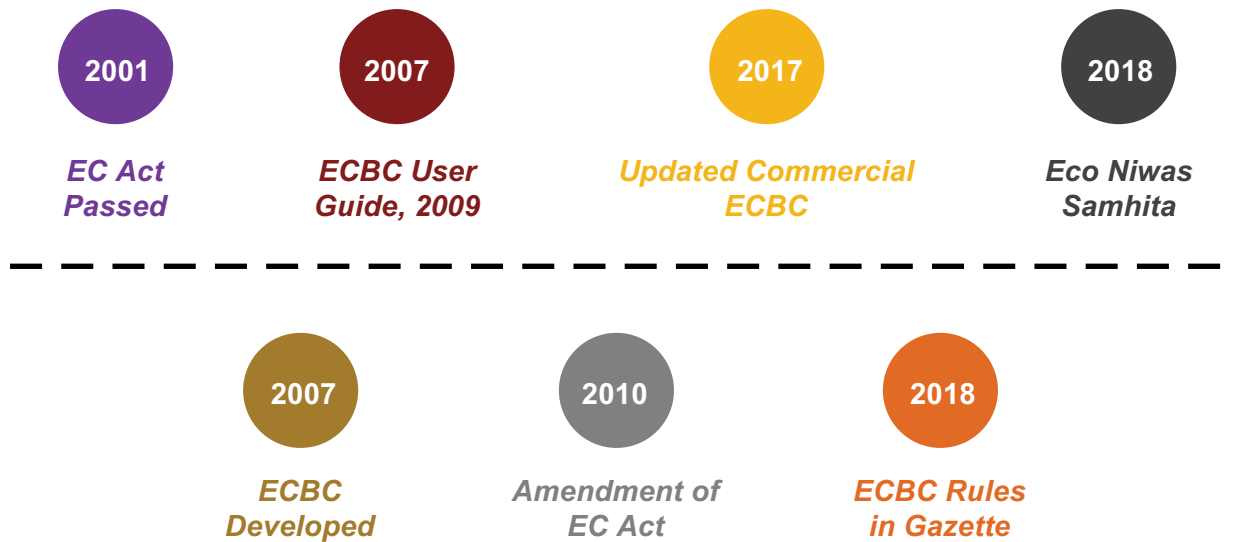 2001
EC Act
Passed
2007
ECBC User
Guide, 2009
2017
Updated Commercial
ECBC
2018
Eco Niwas
Samhita
2007
ECBC
Developed
2010
Amendment of
EC Act
2018
ECBC Rules
in Gazette